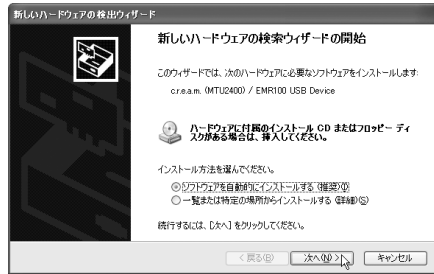 新しいハードウェアの検出ウィザード
新しいハードウェアの検索ウィザードの開始
このウィザードでは、次のハードウェアに必要なソフトウェアをインストールします:
c.r.e.a.m. (MTU2400) / EMR100 USB Device
ハードウェアに付属のインストール CD またはフロッピー ディ
スクがある場合は、挿入してください。
インストール方法を選んでください。
ソフトウェアを自動的にインストールする (推奨)(I)
一覧または特定の場所からインストールする (詳細)(S)
続行するには、[次へ] をクリックしてください。
< 戻る(B) 次へ(N) > キャンセル